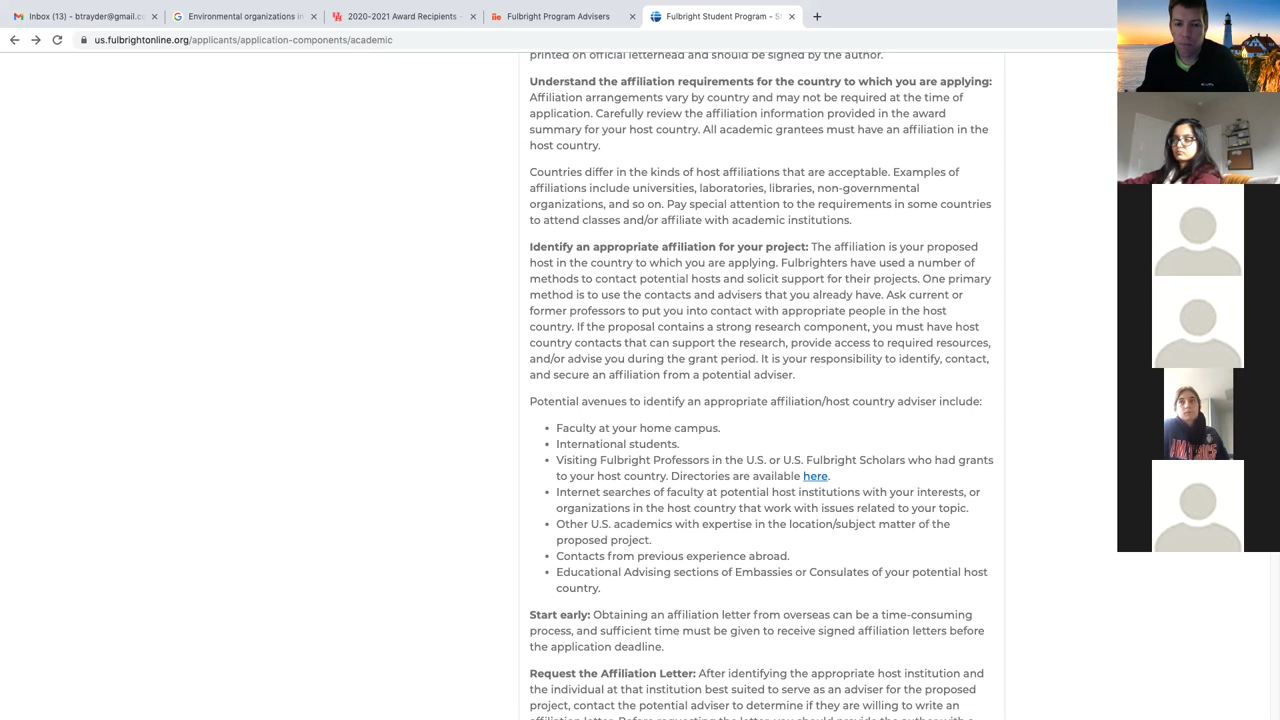 Inbox (13) - btrayder@gmail.c
Environmental organizations in
2020-2021 Award Recipients -
iie Fulbright Program Advisers
Fulbright Student Program - S
us.fulbrightonline.org/applicants/application-components/academic
printed on official letterhead and should be signed by the author.
Understand the affiliation requirements for the country to which you are applying:
Affiliation arrangements vary by country and may not be required at the time of
application. Carefully review the affiliation information provided in the award
summary for your host country. All academic grantees must have an affiliation in the
host country.
Countries differ in the kinds of host affiliations that are acceptable. Examples of
affiliations include universities, laboratories, libraries, non-governmental
organizations, and so on. Pay special attention to the requirements in some countries
to attend classes and/or affiliate with academic institutions.
Identify an appropriate affiliation for your project: The affiliation is your proposed
host in the country to which you are applying. Fulbrighters have used a number of
methods to contact potential hosts and solicit support for their projects. One primary
method is to use the contacts and advisers that you already have. Ask current or
former professors to put you into contact with appropriate people in the host
country. If the proposal contains a strong research component, you must have host
country contacts that can support the research, provide access to required resources,
and/or advise you during the grant period. It is your responsibility to identify, contact,
and secure an affiliation from a potential adviser.
Potential avenues to identify an appropriate affiliation/host country adviser include:
• Faculty at your home campus.
• International students.
• Visiting Fulbright Professors in the U.S. or U.S. Fulbright Scholars who had grants
to your host country. Directories are available here.
• Internet searches of faculty at potential host institutions with your interests, or
organizations in the host country that work with issues related to your topic.
• Other U.S. academics with expertise in the location/subject matter of the
proposed project.
• Contacts from previous experience abroad.
• Educational Advising sections of Embassies or Consulates of your potential host
country.
Start early: Obtaining an affiliation letter from overseas can be a time-consuming
process, and sufficient time must be given to receive signed affiliation letters before
the application deadline.
Request the Affiliation Letter: After identifying the appropriate host institution and
the individual at that institution best suited to serve as an adviser for the proposed
project, contact the potential adviser to determine if they are willing to write an
affiliation letter. Before requesting the letter, you should provide the author with a